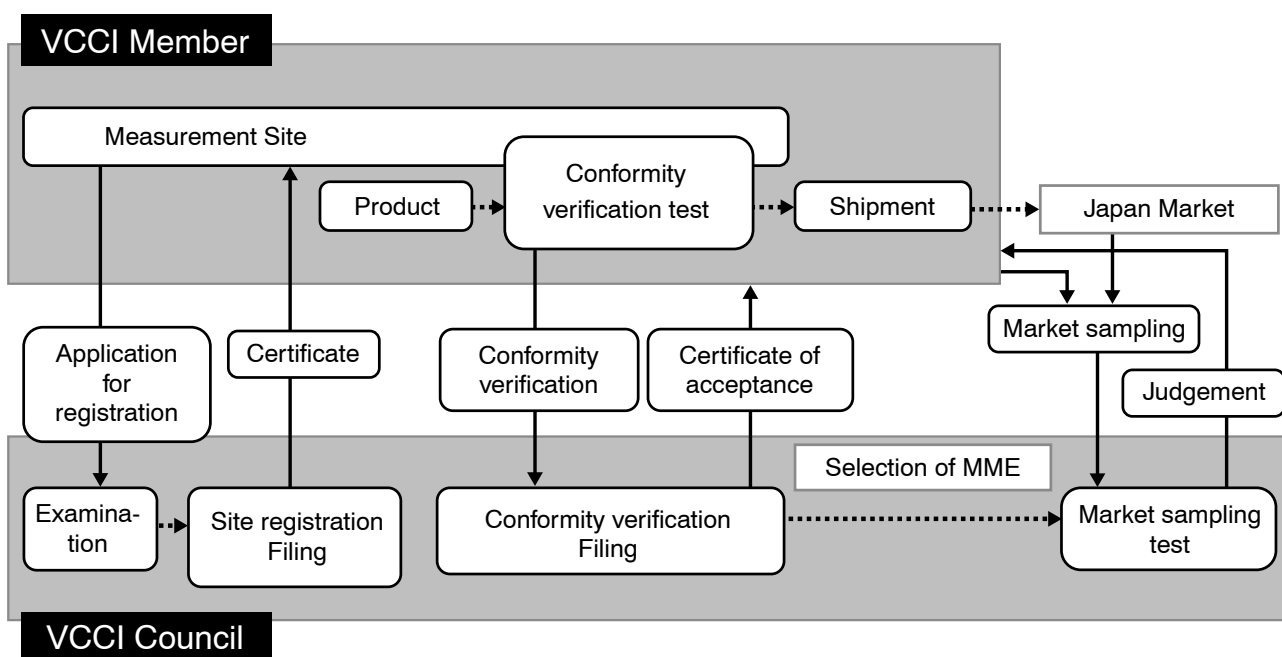 VCCI Member
Measurement Site
Conformity
verification test
Product
Shipment
Japan Market
Application
for
registration
Certificate
Conformity
verification
Certificate of
acceptance
Market sampling
Judgement
Selection of MME
Examina-
tion
Site registration
Filing
Conformity verification
Filing
Market sampling
test
VCCI Council